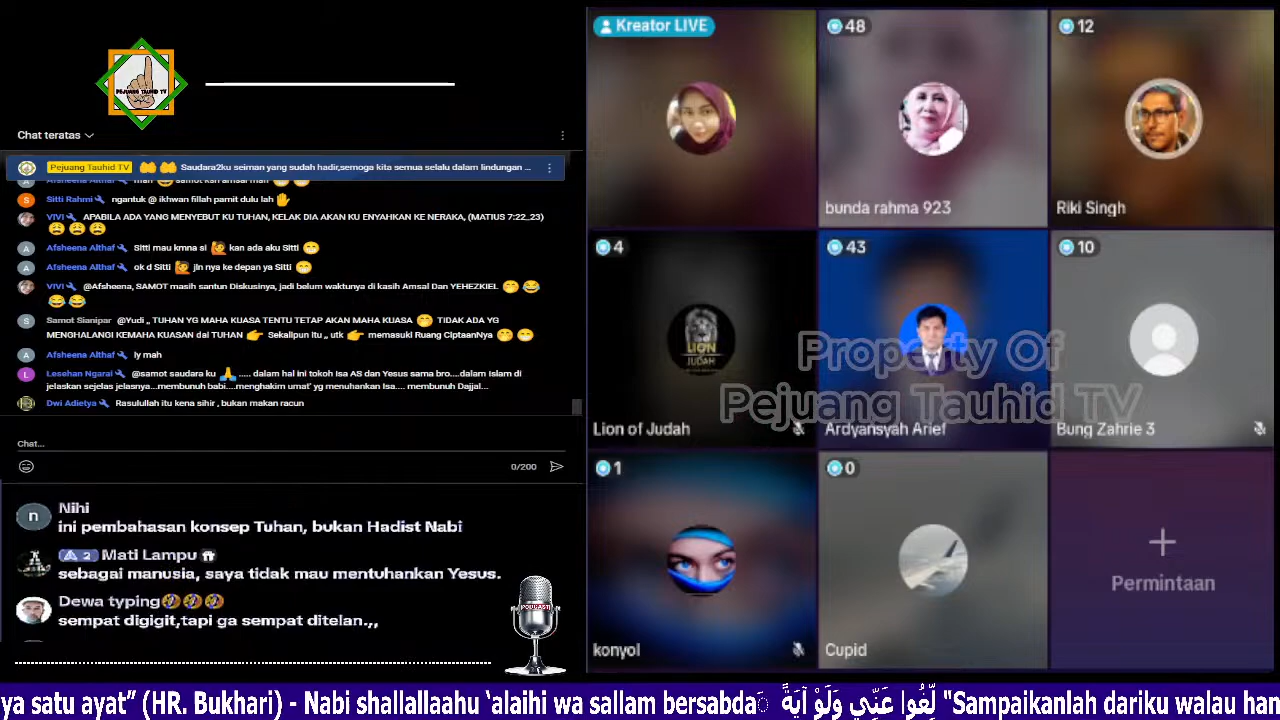 PEJUANG TAUHID TV
Chat teratas
Pejuang Tauhid TV Saudara2ku seiman yang sudah hadir,semoga kita semua selalu dalam lindungan ...
Sitti Rahmi ngantuk @ ikhwan fillah pamit dulu lah ✋
VIVI APABILA ADA YANG MENYEBUT KU TUHAN, KELAK DIA AKAN KU ENYAHKAN KE NERAKA, (MATIUS 7:22_23)
😩 😩 😩
Afsheena Althaf Sitti mau kmna si 🙋 kan ada aku Sitti 😁
Afsheena Althaf ok d Sitti 🙋 jln nya ke depan ya Sitti 😁
VIVI @Afsheena, SAMOT masih santun Diskusinya, jadi belum waktunya di kasih Amsal Dan YEHEZKIEL 🤭 😂
😂 😂
Samot Sianipar @Yudi ,, TUHAN YG MAHA KUASA TENTU TETAP AKAN MAHA KUASA 🤭 TIDAK ADA YG
MENGHALANGI KEMAHA KUASAAN dai TUHAN 👉 Sekalipun Itu ,, utk 👉 memasuki Ruang CiptaanNya 🤭 😁
Afsheena Althaf iy mah
Lesehan Ngarai @samot saudara ku 🙏 ..... dalam hal ini tokoh Isa AS dan Yesus sama bro....dalam Islam di
jelaskan sejelas jelasnya...membunuh babi....menghakim umat' yg menuhankan Isa.... membunuh Dajjal...
Dwi Adietya Rasulullah itu kena sihir , bukan makan racun
Chat...
0/200
n
Nihi
ini pembahasan konsep Tuhan, bukan Hadist Nabi
2 Mati Lampu
sebagai manusia, saya tidak mau mentuhankan Yesus.
Dewa typing🤣🤣🤣
sempat digigit,tapi ga sempat ditelan.,,
PODCAST
Kreator LIVE
48
bunda rahma 923
12
Riki Singh
4
LION
OF JUDAH
Lion of Judah
43
Ardyansyah Arief
10
Bung Zahrie 3
Property Of
Pejuang Tauhid TV
1
konyol
0
Cupid
Permintaan
ya satu ayat” (HR. Bukhari) - Nabi shallallaahu ‘alaihi wa sallam bersabda لِّغُوا عَنِّي وَلَوْ آيَةً "Sampaikanlah dariku walau han